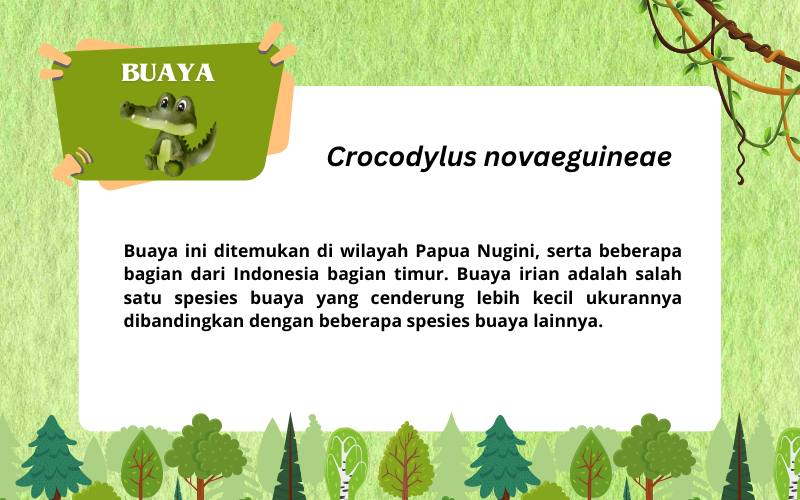 BUAYA
Crocodylus novaeguineae
Buaya ini ditemukan di wilayah Papua Nugini, serta beberapa
bagian dari Indonesia bagian timur. Buaya irian adalah salah
satu spesies buaya yang cenderung lebih kecil ukurannya
dibandingkan dengan beberapa spesies buaya lainnya.